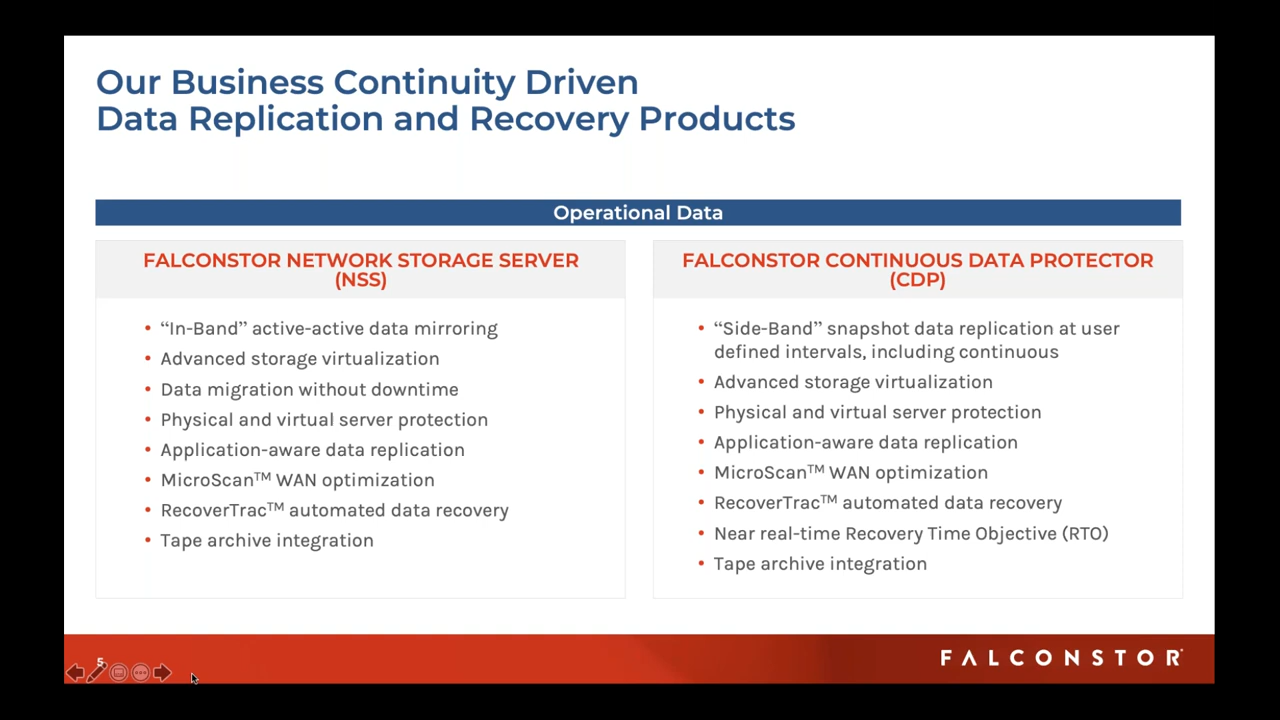 Our Business Continuity Driven
Data Replication and Recovery Products
Operational Data
FALCONSTOR NETWORK STORAGE SERVER
(NSS)
• “In-Band” active-active data mirroring
• Advanced storage virtualization
• Data migration without downtime
• Physical and virtual server protection
• Application-aware data replication
• MicroScan™ WAN optimization
• RecoverTrac™ automated data recovery
• Tape archive integration
FALCONSTOR CONTINUOUS DATA PROTECTOR
(CDP)
• “Side-Band” snapshot data replication at user
defined intervals, including continuous
• Advanced storage virtualization
• Physical and virtual server protection
• Application-aware data replication
• MicroScan™ WAN optimization
• RecoverTrac™ automated data recovery
• Near real-time Recovery Time Objective (RTO)
• Tape archive integration
5
FALCONSTOR